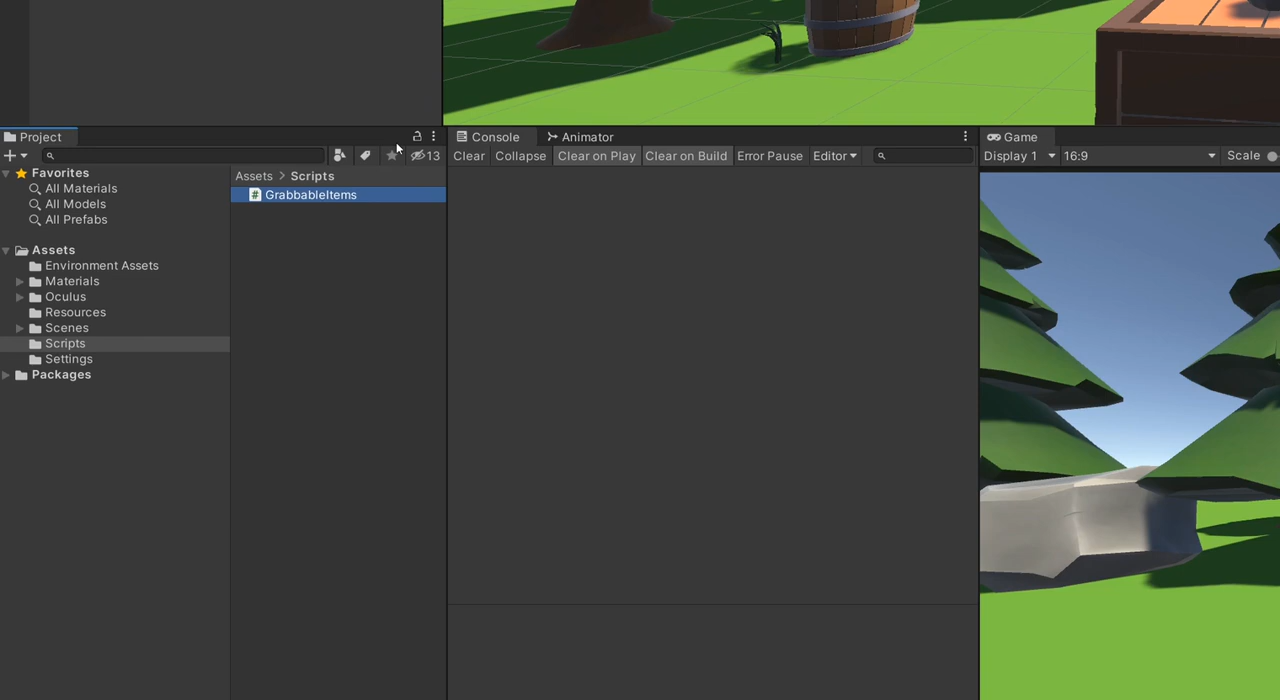 Project
13
Favorites
All Materials
All Models
All Prefabs
Assets
Environment Assets
Materials
Oculus
Resources
Scenes
Scripts
Settings
Packages
Assets > Scripts
GrabbableItems
Console Animator
Clear Collapse Clear on Play Clear on Build Error Pause Editor
Game
Display 1 16:9 Scale